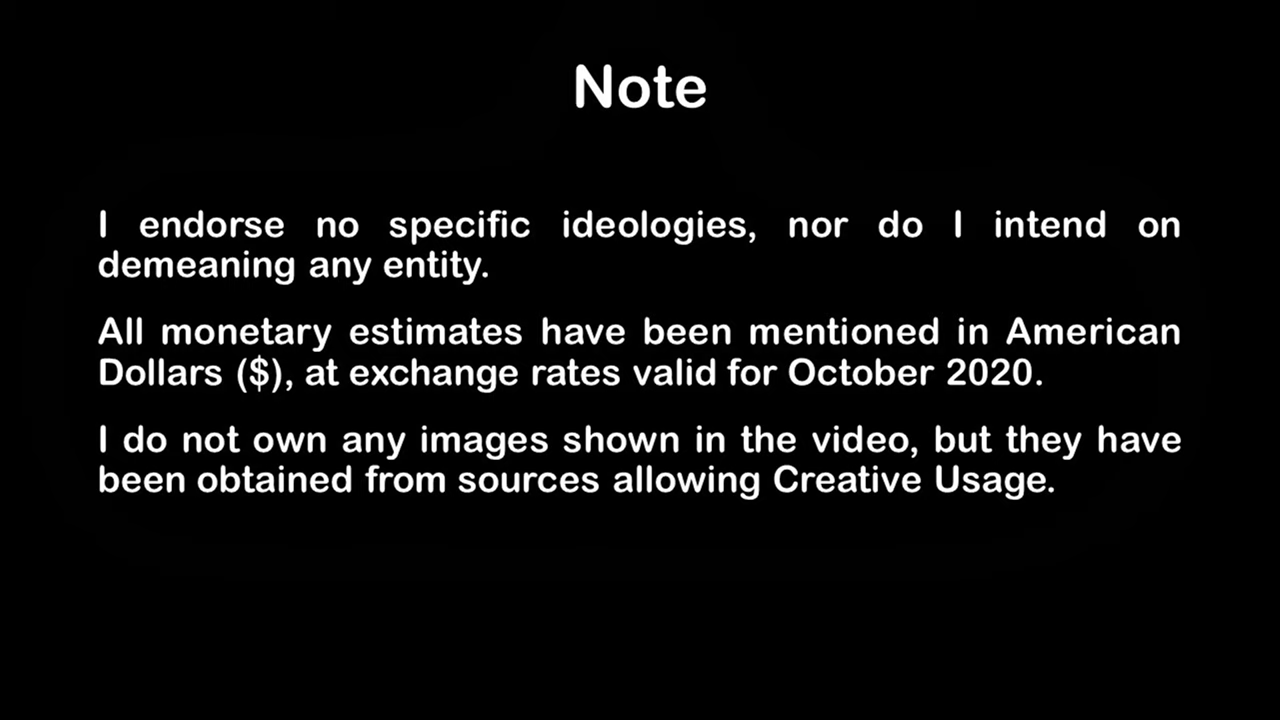 Note
I endorse no specific ideologies, nor do I intend on
demeaning any entity.
All monetary estimates have been mentioned in American
Dollars ($), at exchange rates valid for October 2020.
I do not own any images shown in the video, but they have
been obtained from sources allowing Creative Usage.